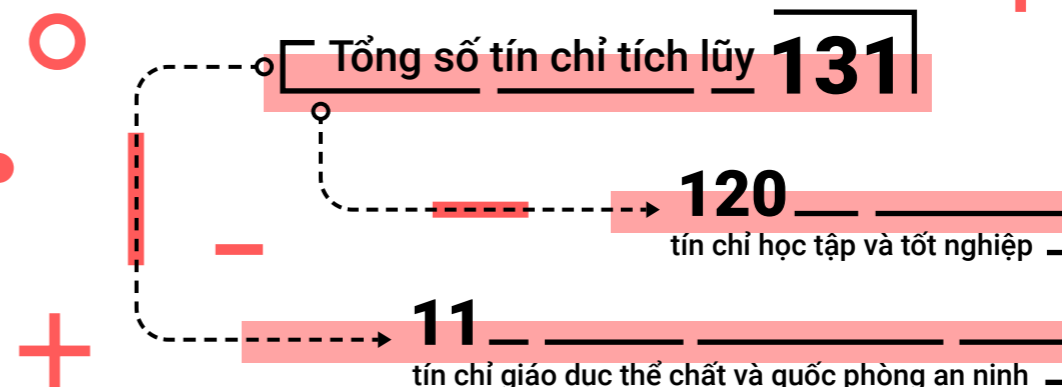 Tổng số tín chỉ tích lũy 131
120
tín chỉ học tập và tốt nghiệp
11
tín chỉ giáo dục thể chất và quốc phòng an ninh